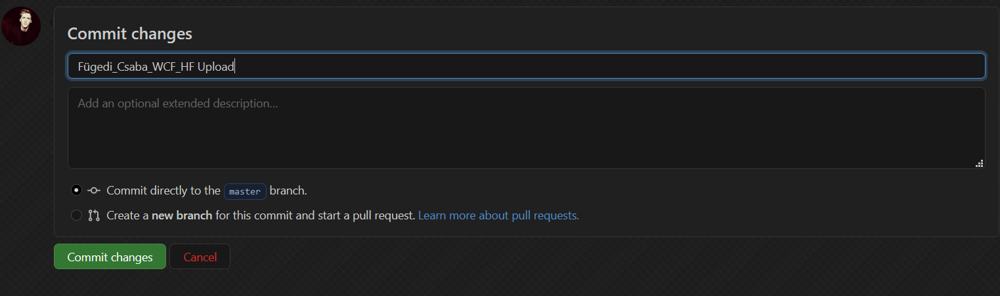 Commit changes
Fügedi_Csaba_WCF_HF Upload
Add an optional extended description...
Commit directly to the master branch.
Create a new branch for this commit and start a pull request. Learn more about pull requests.
Commit changes Cancel